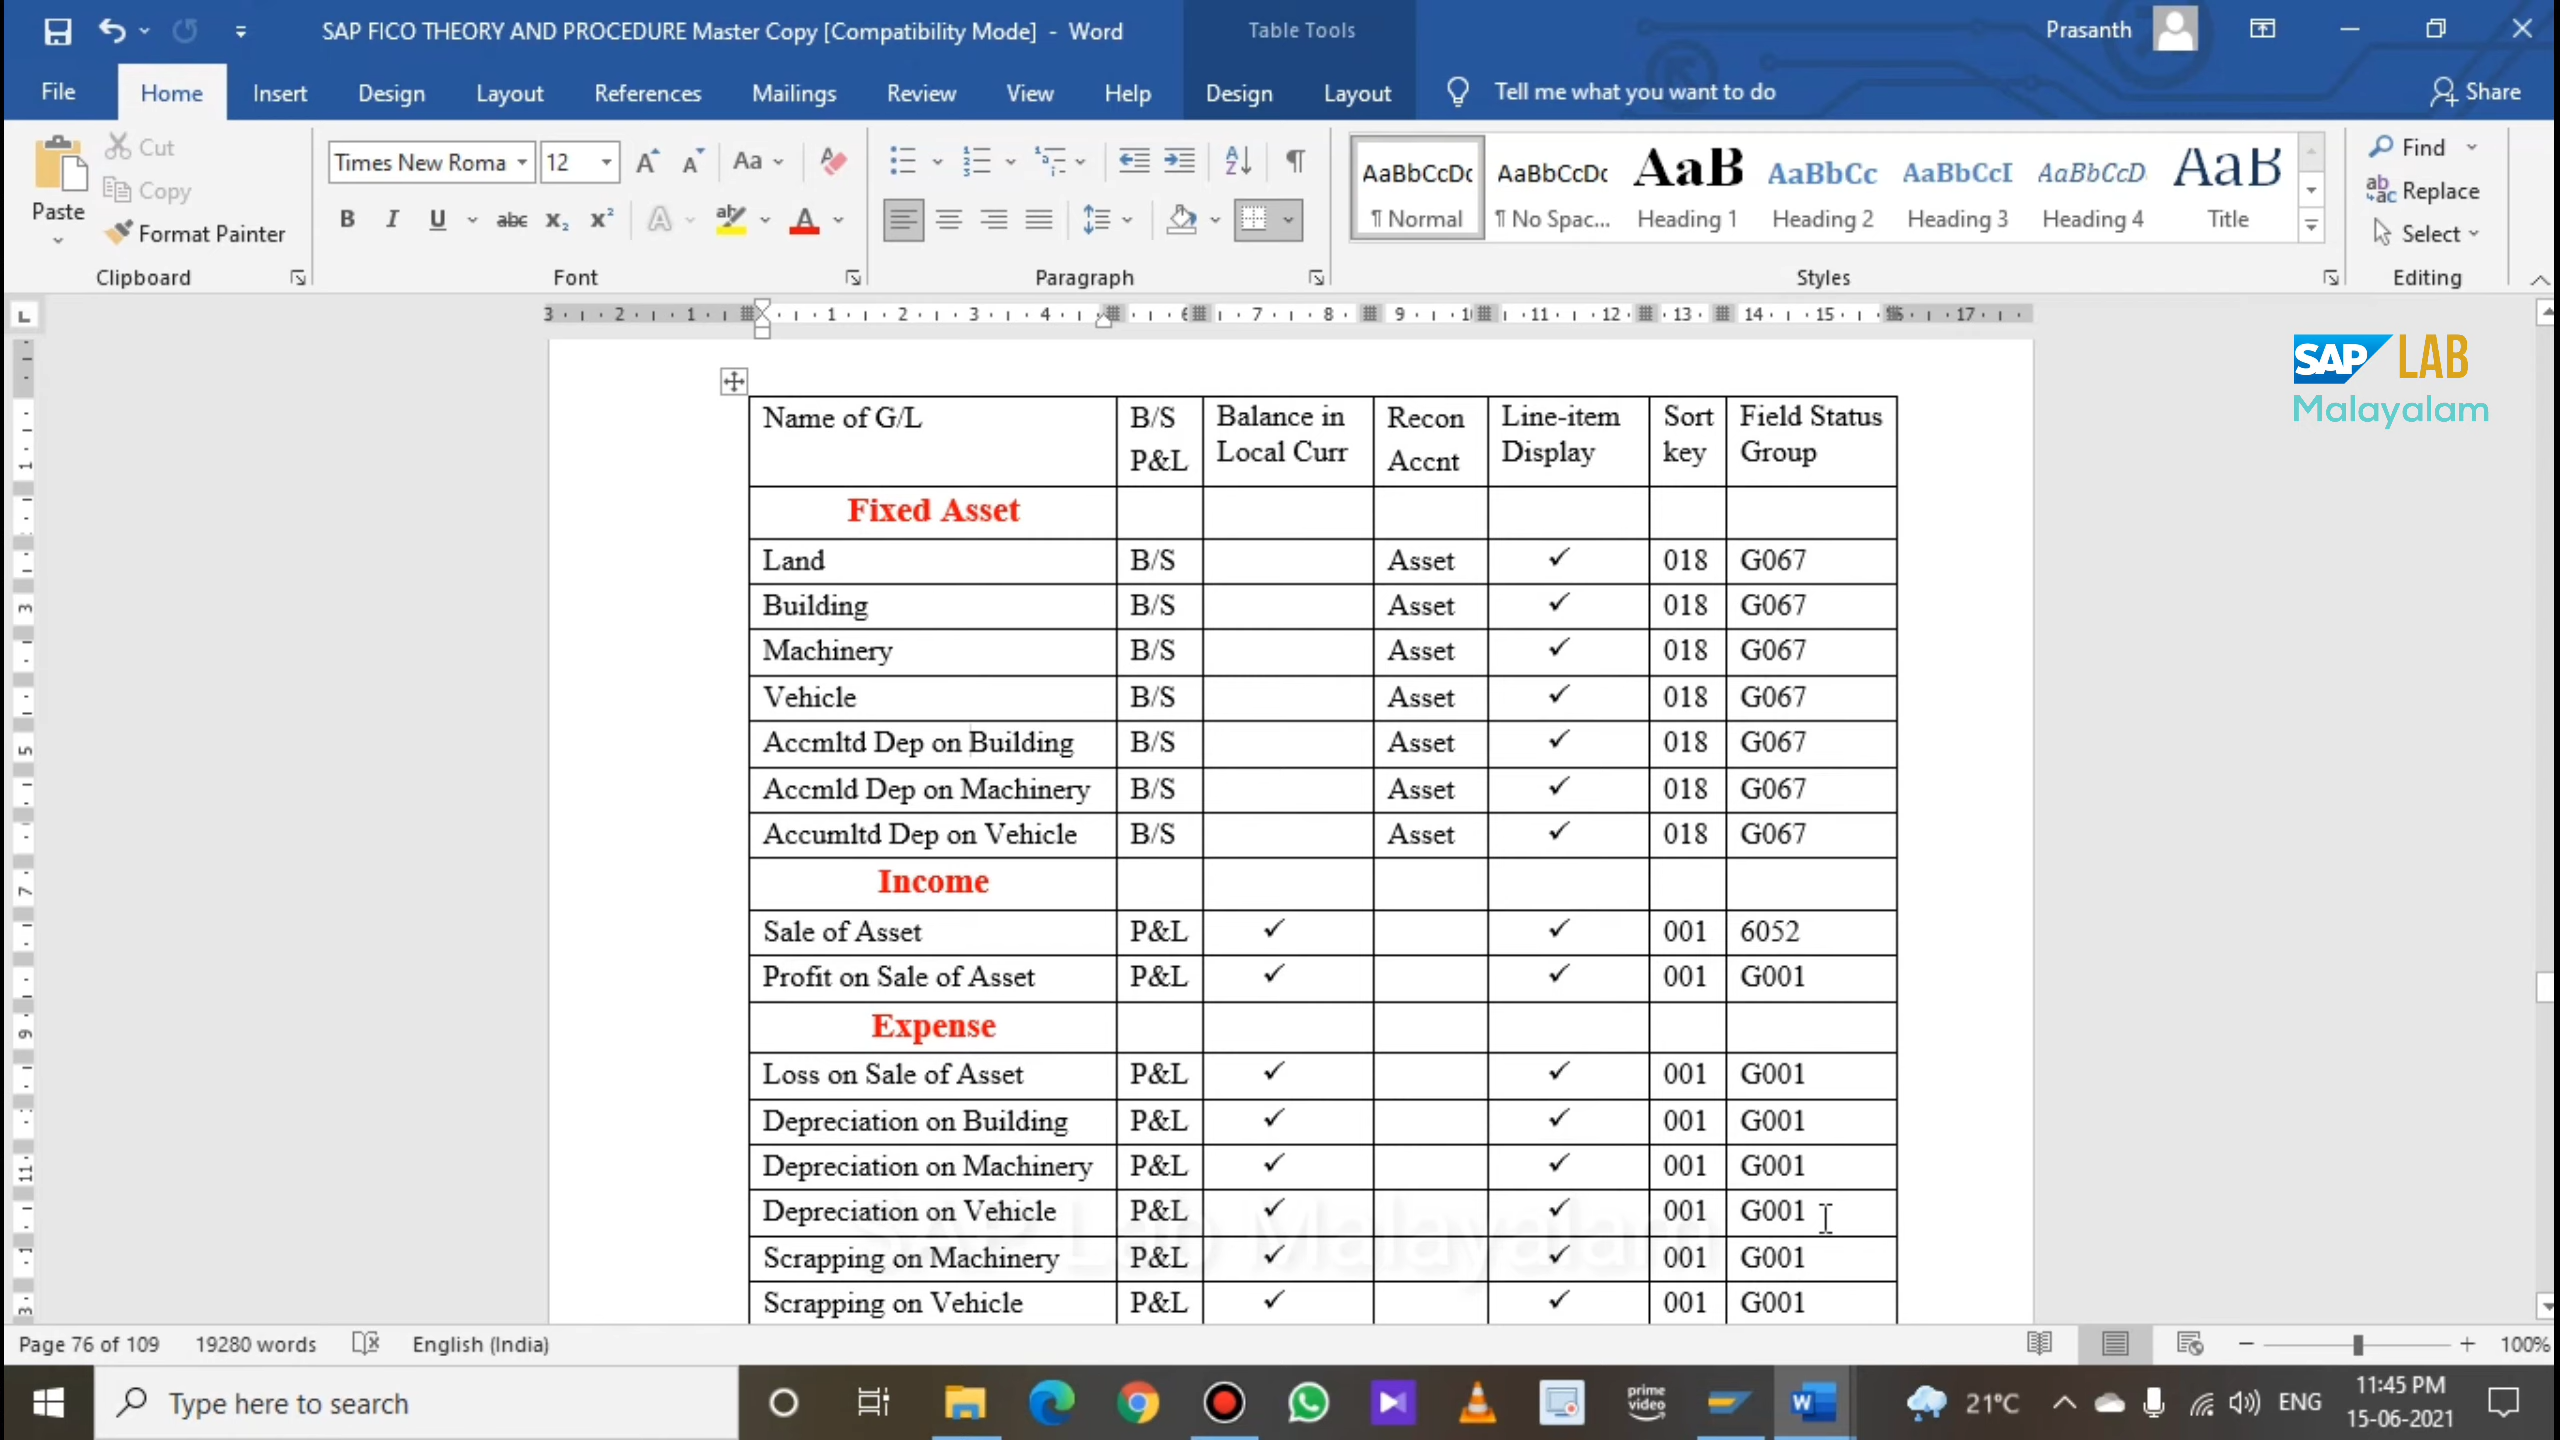 SAP FICO THEORY AND PROCEDURE Master Copy [Compatibility Mode] - Word
Table Tools
Prasanth
File Home Insert Design Layout References Mailings Review View Help Design Layout Tell me what you want to do Share
Paste
Cut
Copy
Format Painter
Clipboard
Times New Roma 12
Font
Paragraph
AaBbCcDc AaBbCcDc AaB AaBbCc AaBbCcI AaBbCcD AaB
¶ Normal ¶ No Spac... Heading 1 Heading 2 Heading 3 Heading 4 Title
Styles
Find
Replace
Select
Editing
SAP LAB
Malayalam
Name of G/L B/S P&L Balance in Local Curr Recon Accnt Line-item Display Sort key Field Status Group
Fixed Asset
Land B/S Asset ✓ 018 G067
Building B/S Asset ✓ 018 G067
Machinery B/S Asset ✓ 018 G067
Vehicle B/S Asset ✓ 018 G067
Accmltd Dep on Building B/S Asset ✓ 018 G067
Accmld Dep on Machinery B/S Asset ✓ 018 G067
Accumltd Dep on Vehicle B/S Asset ✓ 018 G067
Income
Sale of Asset P&L ✓ ✓ 001 6052
Profit on Sale of Asset P&L ✓ ✓ 001 G001
Expense
Loss on Sale of Asset P&L ✓ ✓ 001 G001
Depreciation on Building P&L ✓ ✓ 001 G001
Depreciation on Machinery P&L ✓ ✓ 001 G001
Depreciation on Vehicle P&L ✓ ✓ 001 G001
Scrapping on Machinery P&L ✓ ✓ 001 G001
Scrapping on Vehicle P&L ✓ ✓ 001 G001
SAP Lab Malayalam
Page 76 of 109 19280 words English (India) 100%
Type here to search
prime video
21°C
ENG
11:45 PM
15-06-2021